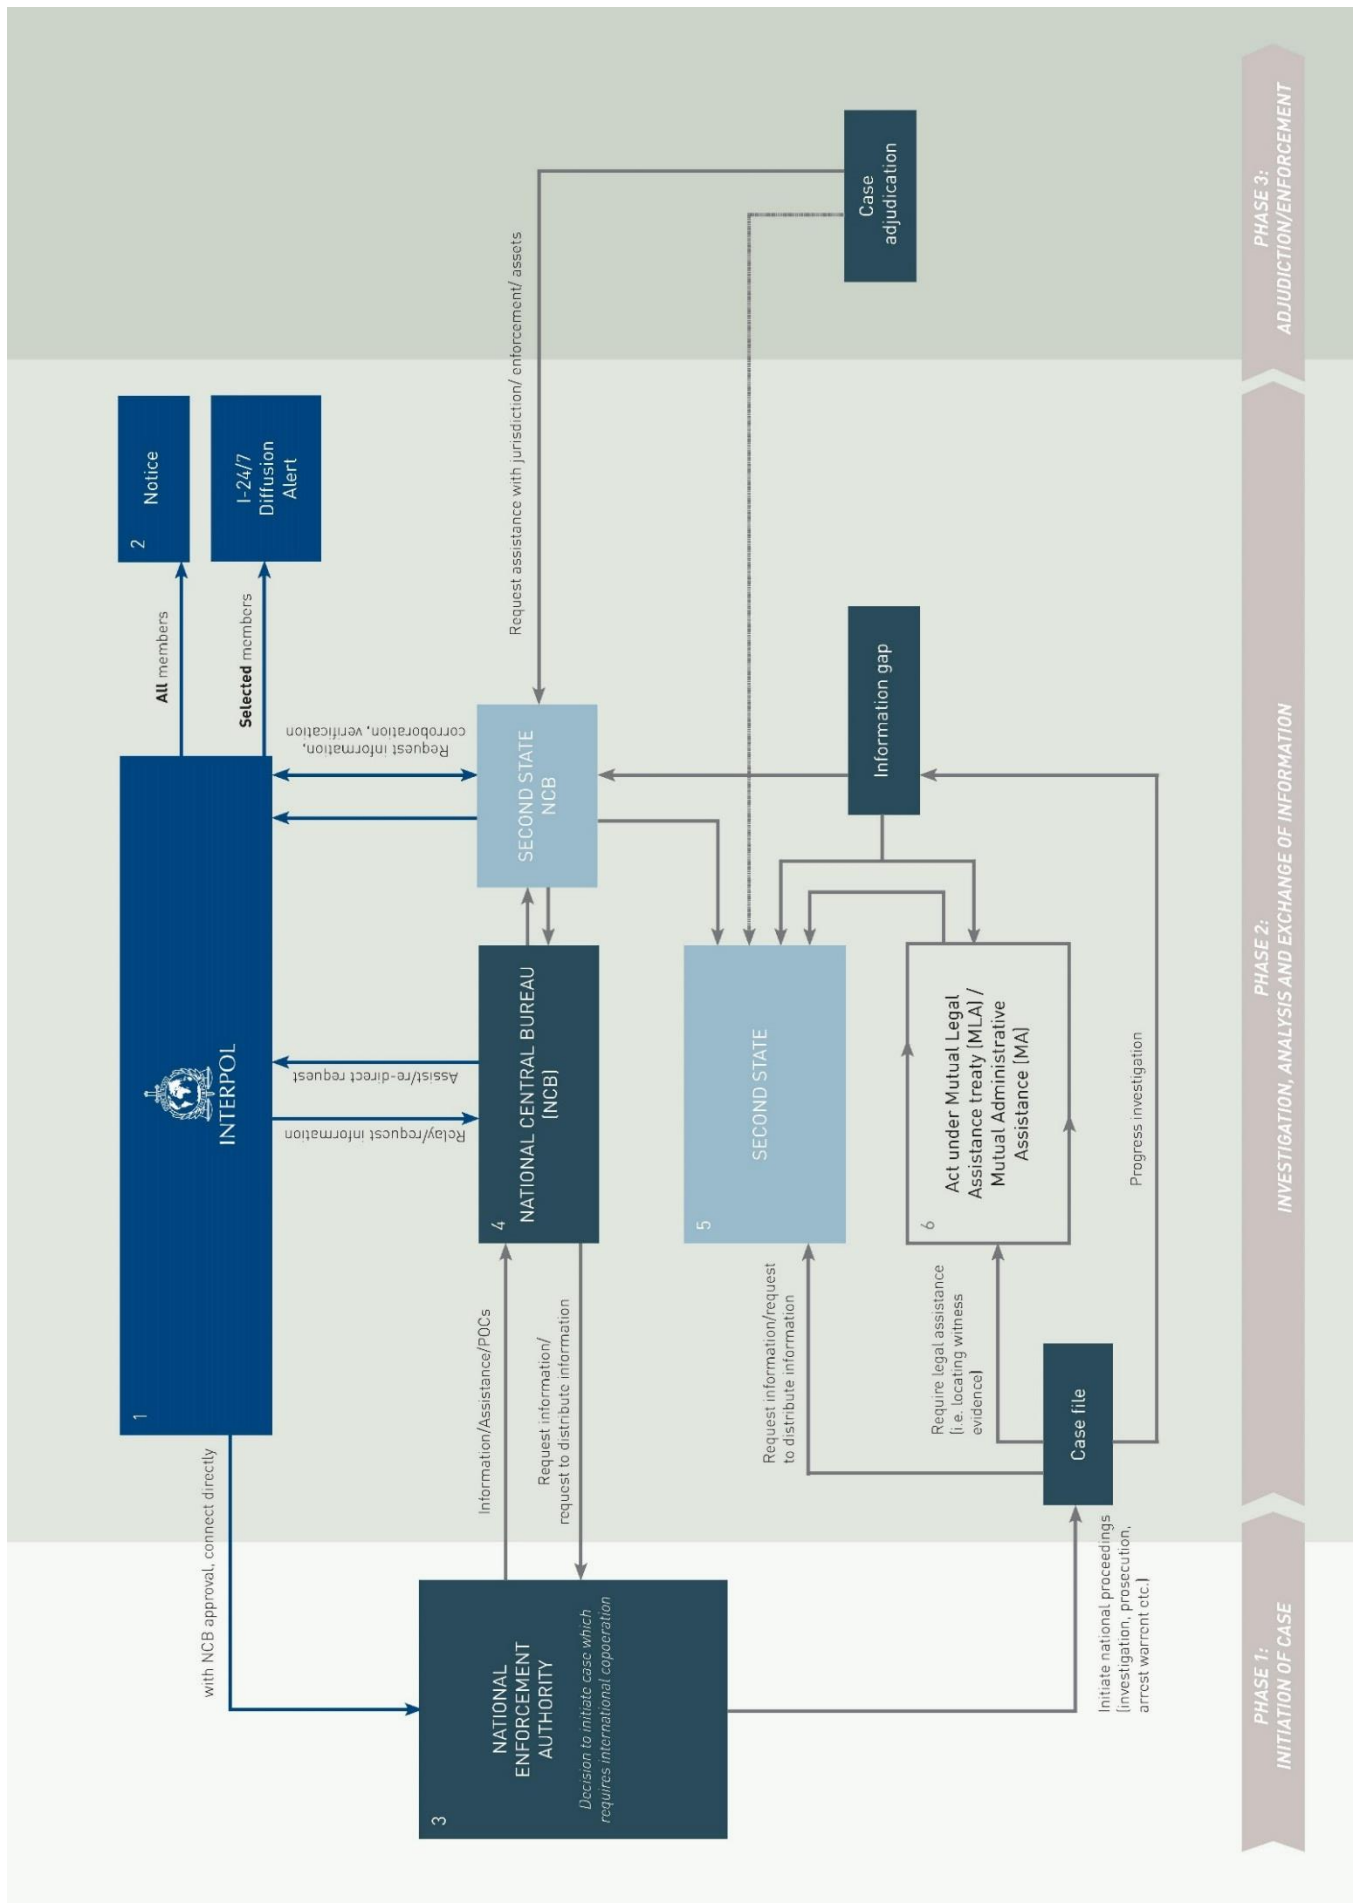 1
INTERPOL
2
Notice
I-24/7
Diffusion
Alert
All members
Selected members
with NCB approval, connect directly
Relay/request information
Assist/re-direct request
Request information,
corroboration, verification
3
NATIONAL
ENFORCEMENT
AUTHORITY
Decision to initiate case which
requires international copoeration
Information/Assistance/POCs
Request information/
request to distribute information
4
NATIONAL CENTRAL BUREAU
(NCB)
SECOND STATE
NCB
Request assistance with jurisdiction/ enforcement/ assets
5
SECOND STATE
Request information/request
to distribute information
6
Act under Mutual Legal
Assistance treaty (MLA) /
Mutual Administrative
Assistance (MA)
Require legal assistance
(i.e. locating witness
evidence)
Information gap
Case
adjudication
Case file
Progress investigation
Initiate national proceedings
(investigation, prosecution,
arrest warrent etc.)
PHASE 1:
INITIATION OF CASE
PHASE 2:
INVESTIGATION, ANALYSIS AND EXCHANGE OF INFORMATION
PHASE 3:
ADJUDICTION/ENFORCEMENT